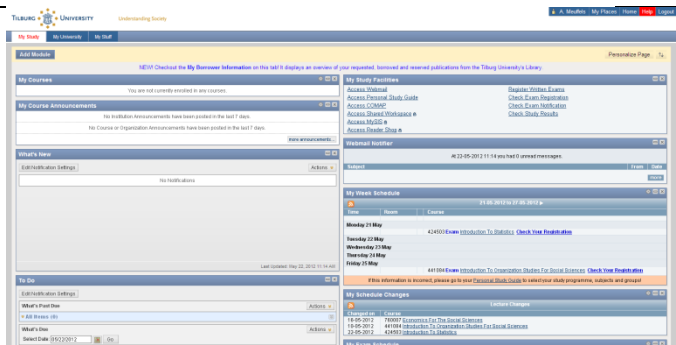 TILBURG UNIVERSITY
Understanding Society
A. Meulfels My Places Home Help Logout
My Study My University My Stuff
Add Module
Personalize Page
NEW! Checkout the My Borrower Information on this tab! It displays an overview of your requested, borrowed and reserved publications from the Tilburg University's Library.
My Courses
You are not currently enrolled in any courses.
My Course Announcements
No Institution Announcements have been posted in the last 7 days.
No Course or Organization Announcements have been posted in the last 7 days.
more announcements...
What's New
Edit Notification Settings
Actions
No Notifications
Last Updated: May 22, 2012 11:14 AM
To Do
Edit Notification Settings
What's Past Due
Actions
All Items (0)
What's Due
Actions
Select Date: 05/22/2012 Go
My Study Facilities
Access Webmail
Access Personal Study Guide
Access COMAP
Access Shared Workspace
Access MySIS
Access Reader Shop
Register Written Exams
Check Exam Registration
Check Exam Notification
Check Study Results
Webmail Notifier
At 22-05-2012 11:14 you had 0 unread messages.
Subject From Date
more
My Week Schedule
21-05-2012 to 27-05-2012
Time Room Course
Monday 21 May
424503 Exam Introduction To Statistics Check Your Registration
Tuesday 22 May
Wednesday 23 May
Thursday 24 May
Friday 25 May
441084 Exam Introduction To Organization Studies For Social Sciences Check Your Registration
If this information is incorrect, please go to your Personal Study Guide to select your study programme, subjects and groups!
My Schedule Changes
Lecture Changes
Changed on Course
18-05-2012 760007 Economics For The Social Sciences
18-05-2012 441084 Introduction To Organization Studies For Social Sciences
22-05-2012 424503 Introduction To Statistics
My Exam Schedule